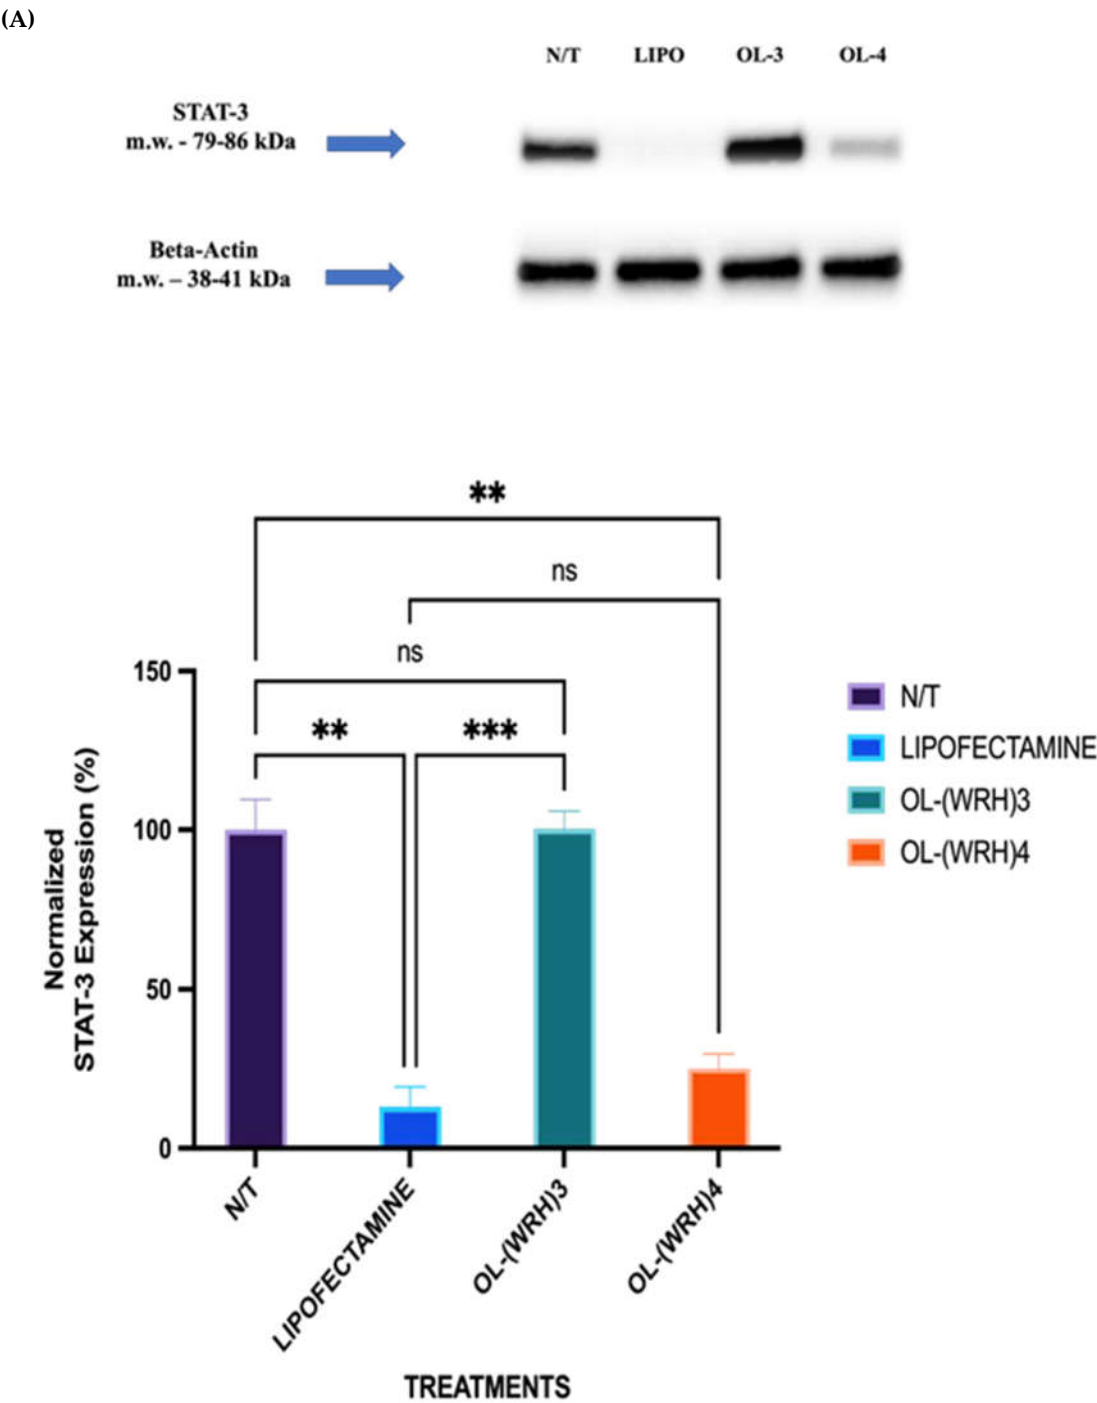 (A)
N/T LIPO OL-3 OL-4
STAT-3
m.w. - 79-86 kDa
Beta-Actin
m.w. – 38-41 kDa
**
ns
ns
** ***
150
100
50
0
Normalized
STAT-3 Expression (%)
N/T
LIPOFECTAMINE
OL-(WRH)3
OL-(WRH)4
N/T
LIPOFECTAMINE
OL-(WRH)3
OL-(WRH)4
TREATMENTS